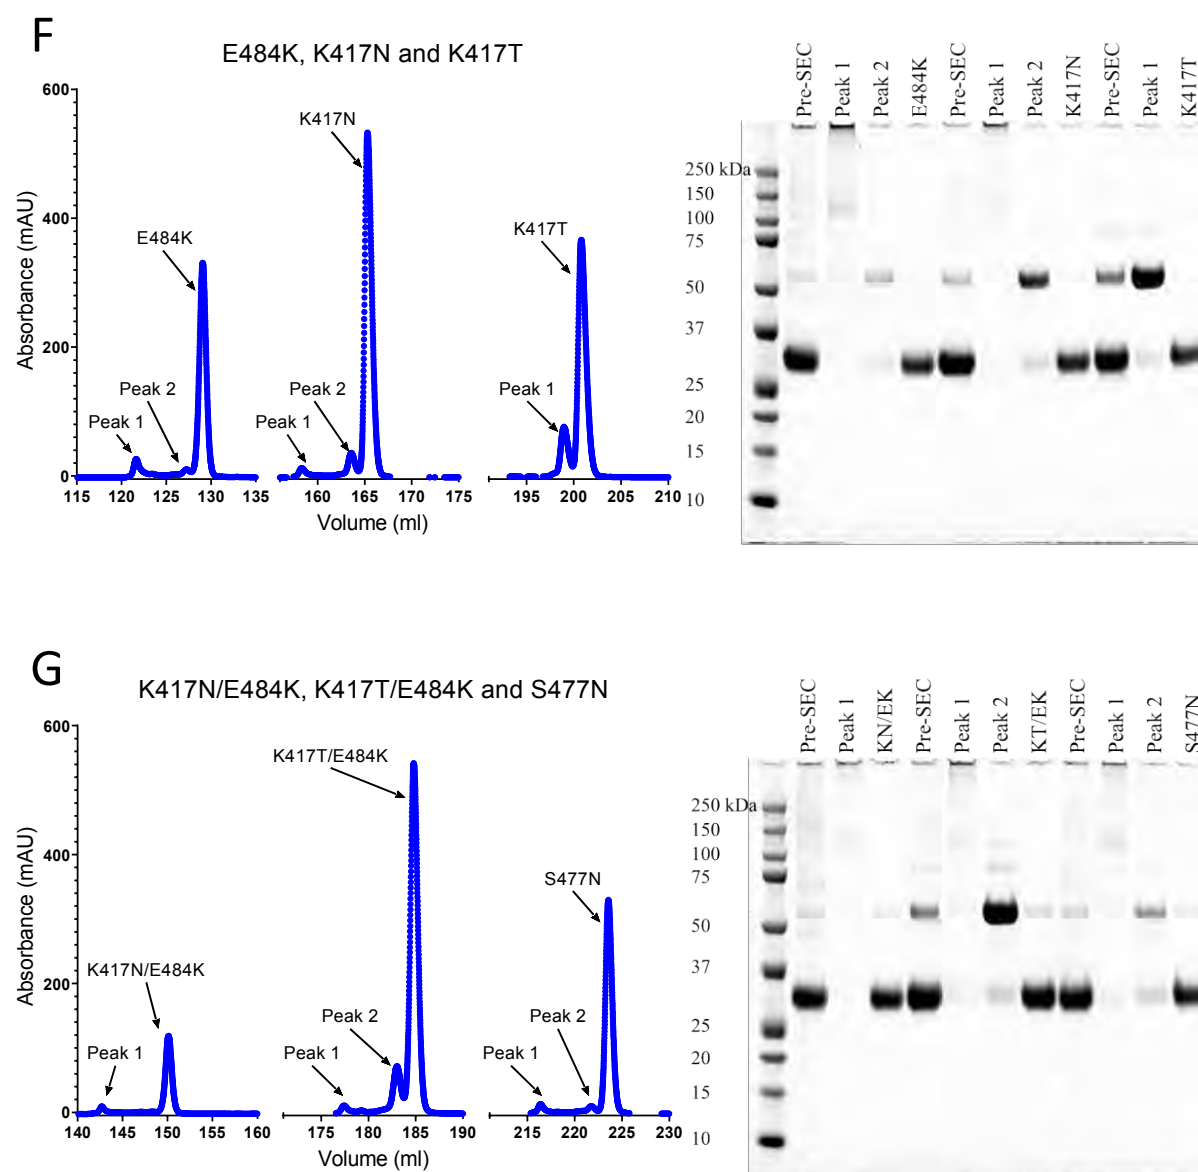 F
E484K, K417N and K417T
Absorbance (mAU)
600
400
200
0
E484K
K417N
K417T
Peak 1
Peak 2
Peak 1
Peak 2
Peak 1
115 120 125 130 135 160 165 170 175 195 200 205 210
Volume (ml)
Pre-SEC Peak 1 Peak 2 E484K Pre-SEC Peak 1 Peak 2 K417N Pre-SEC Peak 1 K417T
250 kDa
150
100
75
50
37
25
20
15
10
G
K417N/E484K, K417T/E484K and S477N
Absorbance (mAU)
600
400
200
0
K417N/E484K
K417T/E484K
S477N
Peak 1
Peak 1
Peak 2
Peak 1
Peak 2
140 145 150 155 160 175 180 185 190 215 220 225 230
Volume (ml)
Pre-SEC Peak 1 KN/EK Pre-SEC Peak 1 Peak 2 KT/EK Pre-SEC Peak 1 Peak 2 S477N
250 kDa
150
100
75
50
37
25
20
15
10